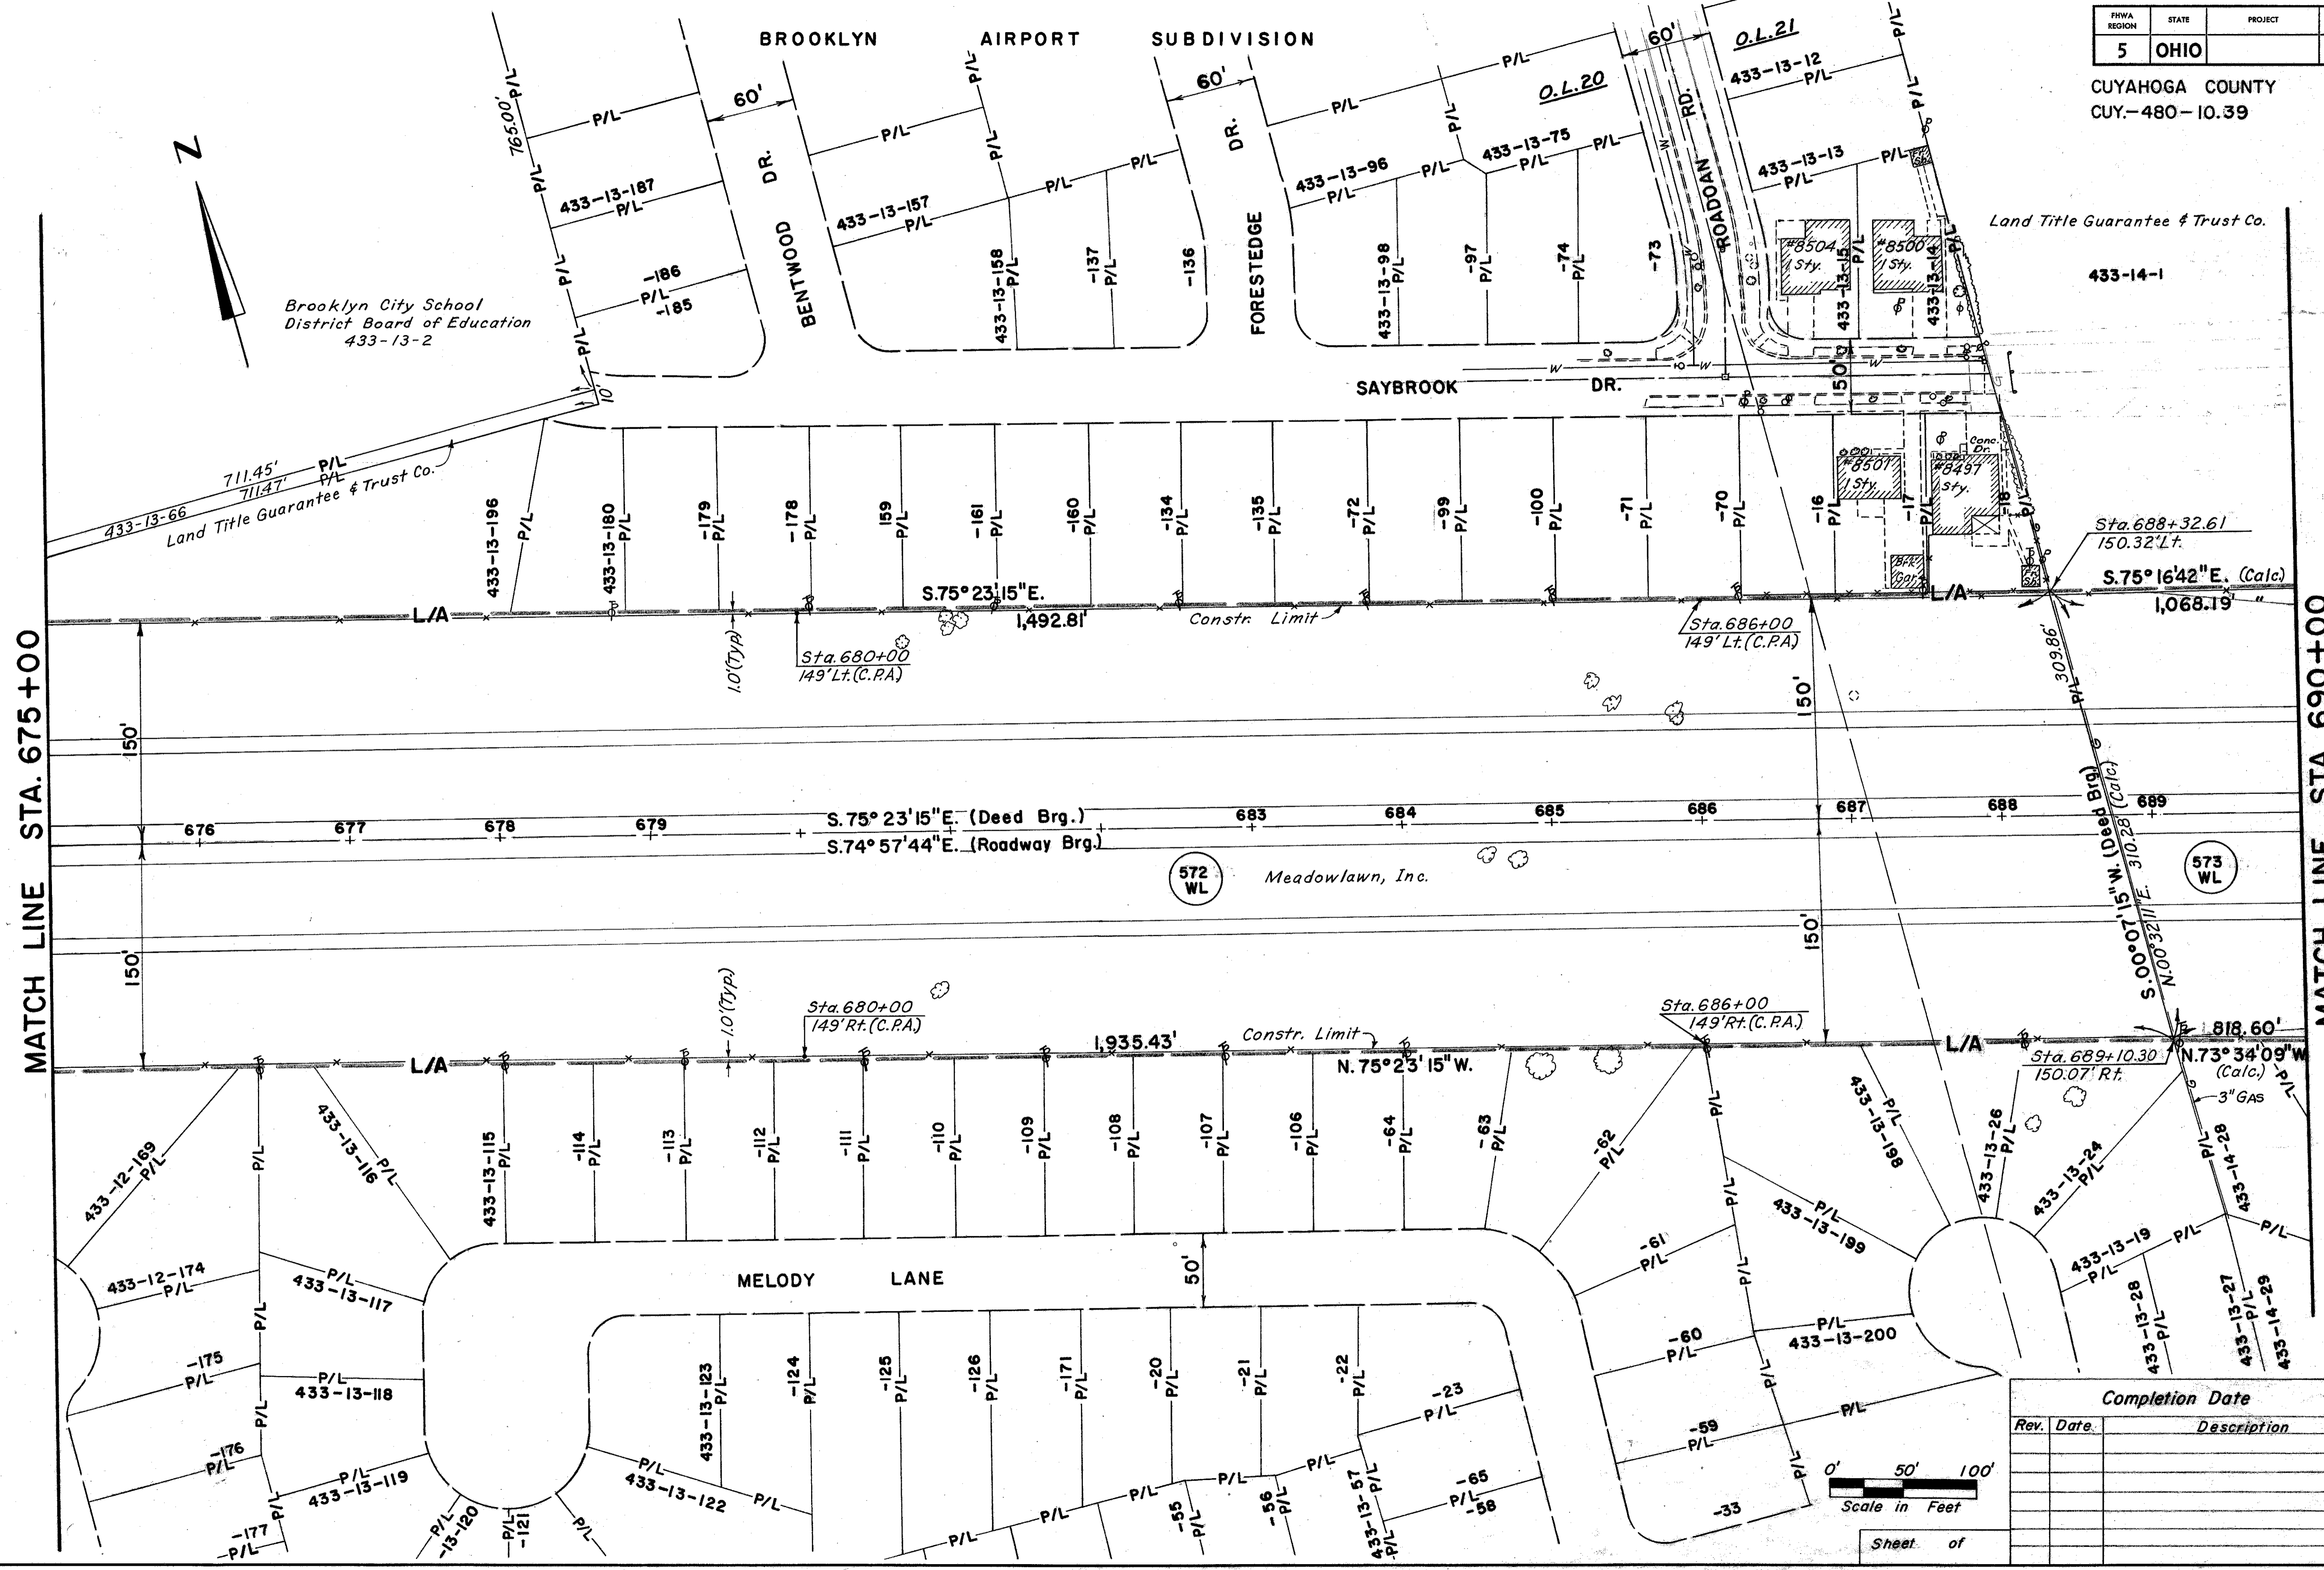 BROOKLYN AIRPORT SUBDIVISION
FHWA REGION STATE PROJECT
5 OHIO
CUYAHOGA COUNTY
CUY.-480-10.39
N
765.00'
P/L
P/L
60'
P/L
P/L
60'
P/L
60'
O.L.20
O.L.21
433-13-12
P/L
P/L
433-13-187
P/L
BENTWOOD DR.
433-13-157
P/L
P/L
P/L
P/L
FORESTEDGE DR.
P/L
433-13-96
P/L
P/L
P/L
433-13-75
P/L
P/L
ROADOAN RD.
433-13-13
P/L
P/L
P/L
Fr. Sh.
Land Title Guarantee & Trust Co.
433-14-1
Brooklyn City School
District Board of Education
433-13-2
P/L
-186
P/L
-185
P/L
433-13-158
P/L
-137
P/L
-136
433-13-98
P/L
-97
P/L
-74
P/L
-73
#8504
1 Sty.
433-13-15
P/L
#8500
1 Sty.
433-13-14
P/L
10'
SAYBROOK DR.
W
W
W
W
50'
711.45'
P/L
711.47'
P/L
433-13-66
Land Title Guarantee & Trust Co.
433-13-196
P/L
433-13-180
P/L
-179
P/L
-178
P/L
159
P/L
-161
P/L
-160
P/L
-134
P/L
-135
P/L
-72
P/L
-99
P/L
-100
P/L
-71
P/L
-70
P/L
-16
P/L
#8501
1 Sty.
-17
P/L
#8497
1 Sty.
Conc. Dr.
-18
P/L
Brk. Gar.
Fr. Sh.
Sta.688+32.61
150.32' Lt.
L/A
S.75°23'15"E.
1,492.81'
Constr. Limit
L/A
S.75°16'42"E. (Calc.)
1,068.19' "
1.0'(Typ)
Sta.680+00
149' Lt.(C.P.A.)
Sta.686+00
149' Lt.(C.P.A.)
309.86'
P/L
MATCH LINE STA. 675+00
MATCH LINE STA. 690+00
150'
150'
676 677 678 679 683 684 685 686 687 688 689
S.75°23'15"E. (Deed Brg.)
S.74°57'44"E. (Roadway Brg.)
572
WL
Meadowlawn, Inc.
573
WL
S.00°07'15"W. (Deed Brg.)
N.00°32'11"E. 310.28' (Calc.)
G
150'
150'
1.0'(Typ.)
Sta.680+00
149' Rt.(C.P.A.)
Sta.686+00
149' Rt.(C.P.A.)
L/A
1,935.43'
Constr. Limit
N.75°23'15"W.
L/A
Sta.689+10.30
150.07' Rt.
818.60'
N.73°34'09"W
(Calc.)
P/L
G
3" GAS
433-12-169
P/L
P/L
433-13-116
P/L
433-13-115
P/L
-114
P/L
-113
P/L
-112
P/L
-111
P/L
-110
P/L
-109
P/L
-108
P/L
-107
P/L
-106
P/L
-64
P/L
-63
P/L
-62
P/L
P/L
P/L
433-13-198
P/L
433-13-26
P/L
433-13-24
P/L
P/L
433-14-28
433-12-174
P/L
P/L
433-13-117
P/L
MELODY LANE
50'
-61
P/L
P/L
P/L
433-13-199
433-13-19
P/L
P/L
P/L
-175
P/L
P/L
433-13-118
433-13-123
P/L
-124
P/L
-125
P/L
-126
P/L
-171
P/L
-20
P/L
-21
P/L
-22
P/L
-60
P/L
P/L
433-13-200
433-13-28
P/L
433-13-27
P/L
433-14-29
P/L
-23
P/L
P/L
P/L
-176
P/L
P/L
433-13-119
P/L
433-13-122
P/L
-59
P/L
P/L
-65
P/L
-58
433-13-57
P/L
P/L
P/L
P/L
P/L
P/L
P/L
-177
P/L
P/L
-13-120
P/L
-121
P/L
-55
P/L
-56
P/L
-33
0' 50' 100'
Scale in Feet
Sheet of
Completion Date
Rev. Date Description